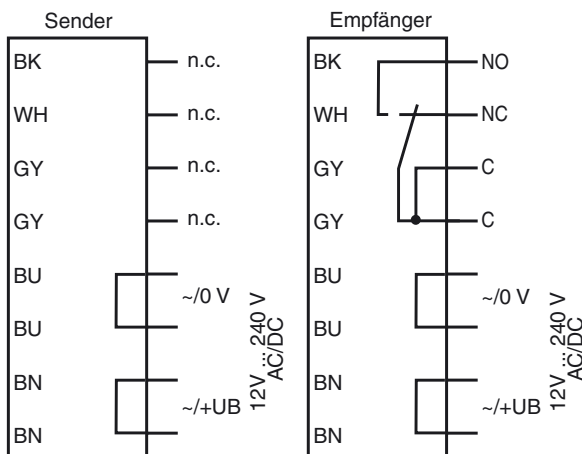 Sender
BK n.c.
WH n.c.
GY n.c.
GY n.c.
BU
~/0 V
BU
BN
~/+UB
BN
12V ... 240 V
AC/DC
Empfänger
BK NO
WH NC
GY C
GY C
BU
~/0 V
BU
BN
~/+UB
BN
12V ... 240 V
AC/DC